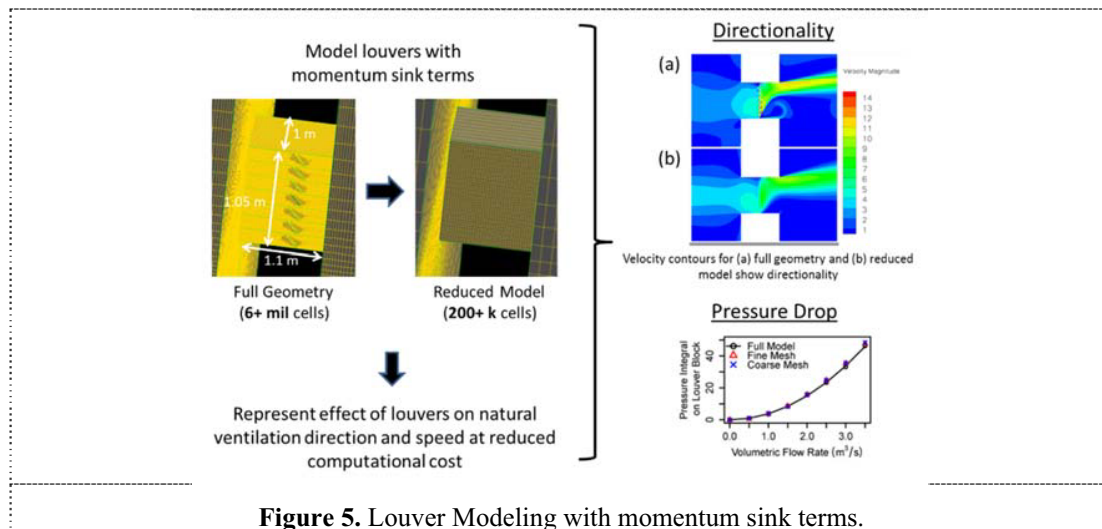 Model louvers with
momentum sink terms
1 m
1.05 m
1.1 m
Full Geometry
(6+ mil cells)
Reduced Model
(200+ k cells)
Represent effect of louvers on natural
ventilation direction and speed at reduced
computational cost
Directionality
(a)
(b)
Velocity Magnitude
14
13
12
11
10
9
8
7
6
5
4
3
2
1
Velocity contours for (a) full geometry and (b) reduced
model show directionality
Pressure Drop
Pressure Integral
on Louver Block
40
20
0
Full Model
Fine Mesh
Coarse Mesh
0.0 1.0 2.0 3.0
Volumetric Flow Rate (m³/s)
Figure 5. Louver Modeling with momentum sink terms.